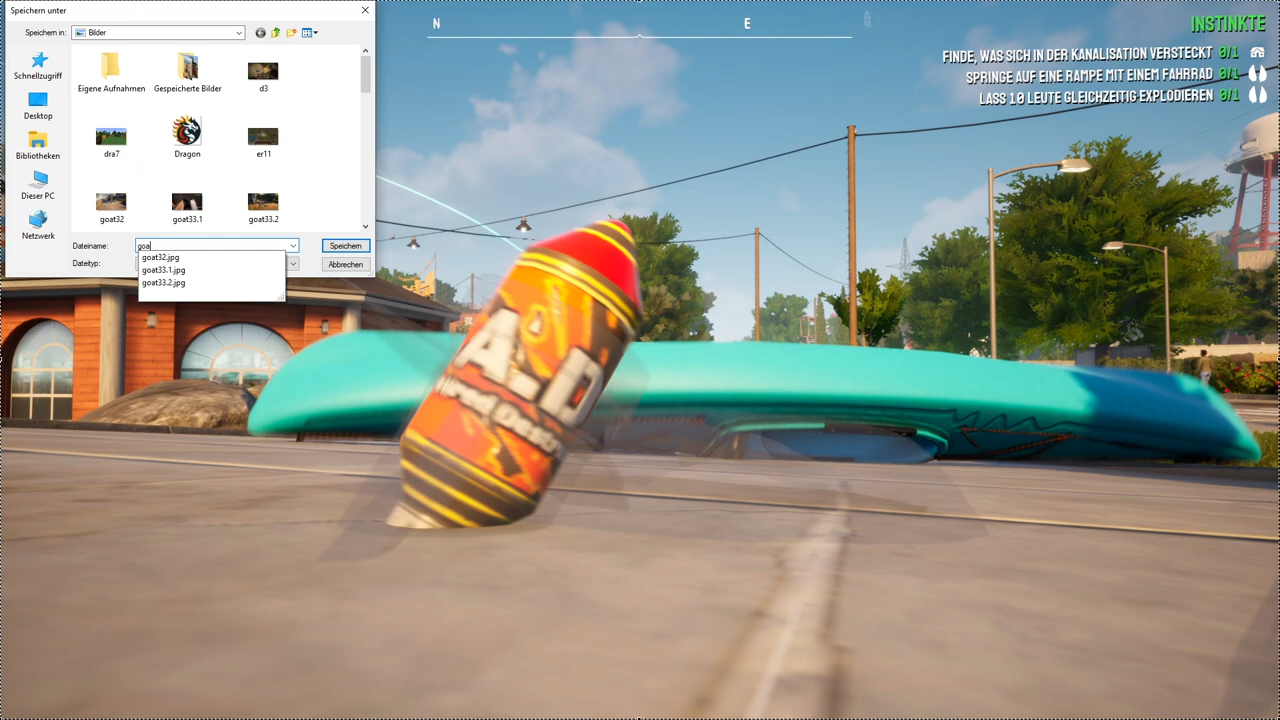 Speichern unter
Speichern in:
Bilder
Schnellzugriff
Desktop
Bibliotheken
Dieser PC
Netzwerk
Eigene Aufnahmen
Gespeicherte Bilder
d3
dra7
Dragon
er11
goat32
goat33.1
goat33.2
Dateiname:
goa
Speichern
Dateityp:
Abbrechen
goat32.jpg
goat33.1.jpg
goat33.2.jpg
N
E
INSTINKTE
FINDE, WAS SICH IN DER KANALISATION VERSTECKT 0/1
SPRINGE AUF EINE RAMPE MIT EINEM FAHRRAD 0/1
LASS 10 LEUTE GLEICHZEITIG EXPLODIEREN 0/1